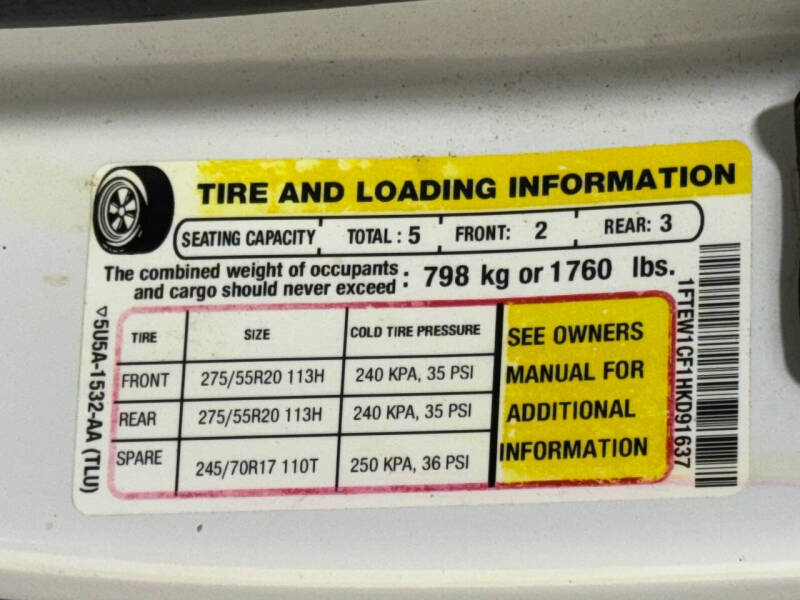 TIRE AND LOADING INFORMATION
SEATING CAPACITY TOTAL : 5 FRONT: 2 REAR: 3
The combined weight of occupants
and cargo should never exceed : 798 kg or 1760 lbs.
TIRE SIZE COLD TIRE PRESSURE
FRONT 275/55R20 113H 240 KPA, 35 PSI
REAR 275/55R20 113H 240 KPA, 35 PSI
SPARE 245/70R17 110T 250 KPA, 36 PSI
SEE OWNERS
MANUAL FOR
ADDITIONAL
INFORMATION
▽5U5A-1532-AA (TLU)
1FTEW1CF1HKD91637